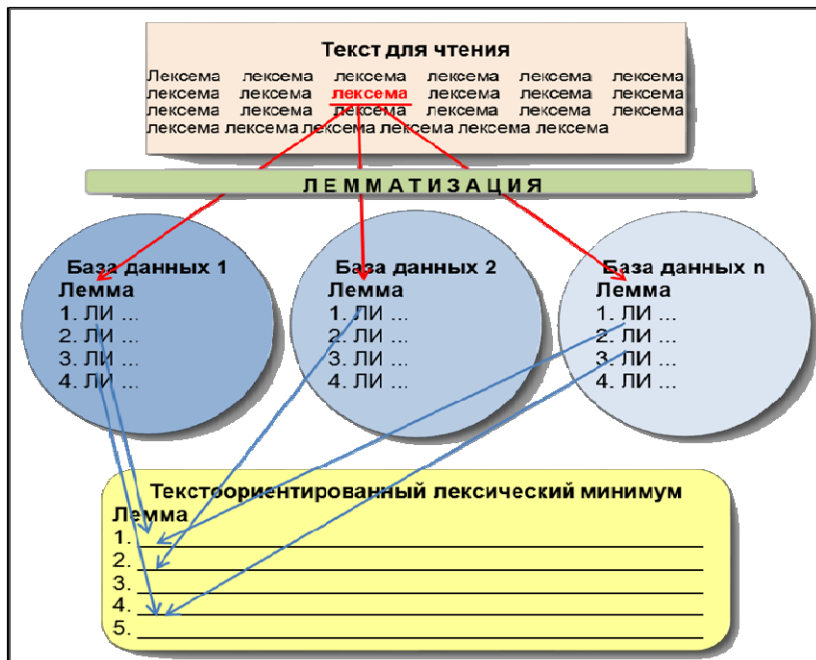 Текст для чтения
Лексема лексема лексема лексема лексема лексема
лексема лексема лексема лексема лексема лексема
лексема лексема лексема лексема лексема лексема
лексема лексема лексема лексема лексема лексема
ЛЕММАТИЗАЦИЯ
База данных 1
Лемма
1. ЛИ ...
2. ЛИ ...
3. ЛИ ...
4. ЛИ ...
База данных 2
Лемма
1. ЛИ ...
2. ЛИ ...
3. ЛИ ...
4. ЛИ ...
База данных n
Лемма
1. ЛИ ...
2. ЛИ ...
3. ЛИ ...
4. ЛИ ...
Текстоориентированный лексический минимум
Лемма
1.
2.
3.
4.
5.